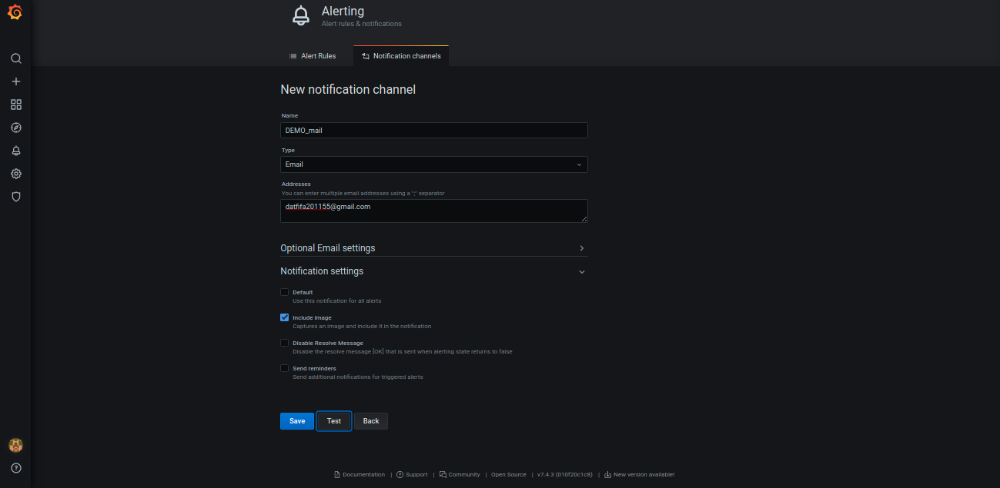 Alerting
Alert rules & notifications
Alert Rules
Notification channels
New notification channel
Name
DEMO_mail
Type
Email
Addresses
You can enter multiple email addresses using a ";" separator
datfifa201155@gmail.com
Optional Email settings
Notification settings
Default
Use this notification for all alerts
Include image
Captures an image and include it in the notification
Disable Resolve Message
Disable the resolve message [OK] that is sent when alerting state returns to false
Send reminders
Send additional notifications for triggered alerts
Save Test Back
Documentation | Support | Community | Open Source | v7.4.3 (010f20c1c8) | New version available!